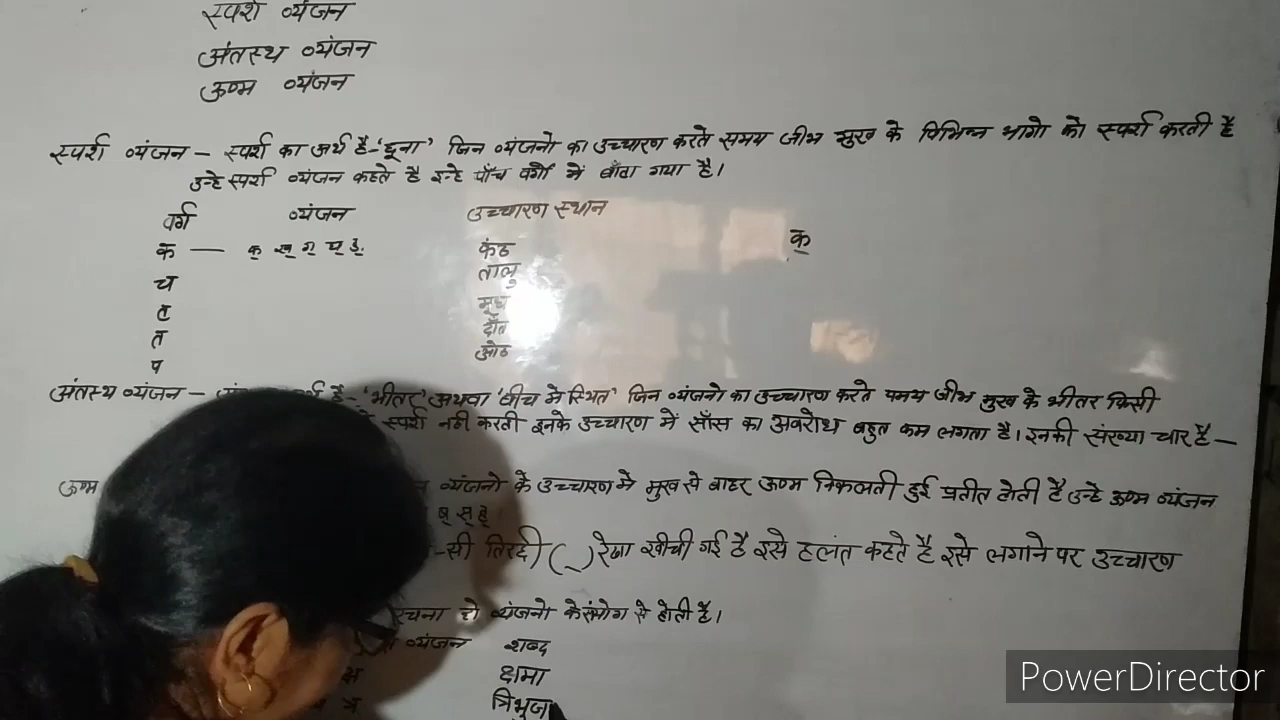 स्पर्श व्यंजन
अंतस्थ व्यंजन
ऊष्म व्यंजन
स्पर्श व्यंजन – स्पर्श का अर्थ है-'छूना' जिन व्यंजनो का उच्चारण करते समय जीभ मुख के विभिन्न भागो को स्पर्श करती है
उन्हे स्पर्श व्यंजन कहते है इन्हे पाँच वर्गो में बाँटा गया है।
वर्ग व्यंजन उच्चारण स्थान
क — क् ख् ग् घ् ङ् कंठ क्
च तालु
ट मूर्ध
त दाँत
प ओठ
अंतस्थ व्यंजन – है- 'भीतर' अथवा 'बीच मे स्थित' जिन व्यंजनो का उच्चारण करते समय जीभ मुख के भीतर किसी
स्पर्श नही करती इनके उच्चारण में साँस का अवरोध बहुत कम लगता है। इनकी संख्या चार है –
ऊष्म व्यंजनो के उच्चारण मे मुख से बाहर ऊष्म निकलती हुई प्रतीत होती है उन्हे ऊष्म व्यंजन
ष् स् ह्।
-सी तिरछी (\) रेखा खीची गई है इसे हलंत कहते है इसे लगाने पर उच्चारण
रचना दो व्यंजनो के संयोग से होती है।
व्यंजन शब्द
क्ष क्षमा
त्र त्रिभुज
PowerDirector